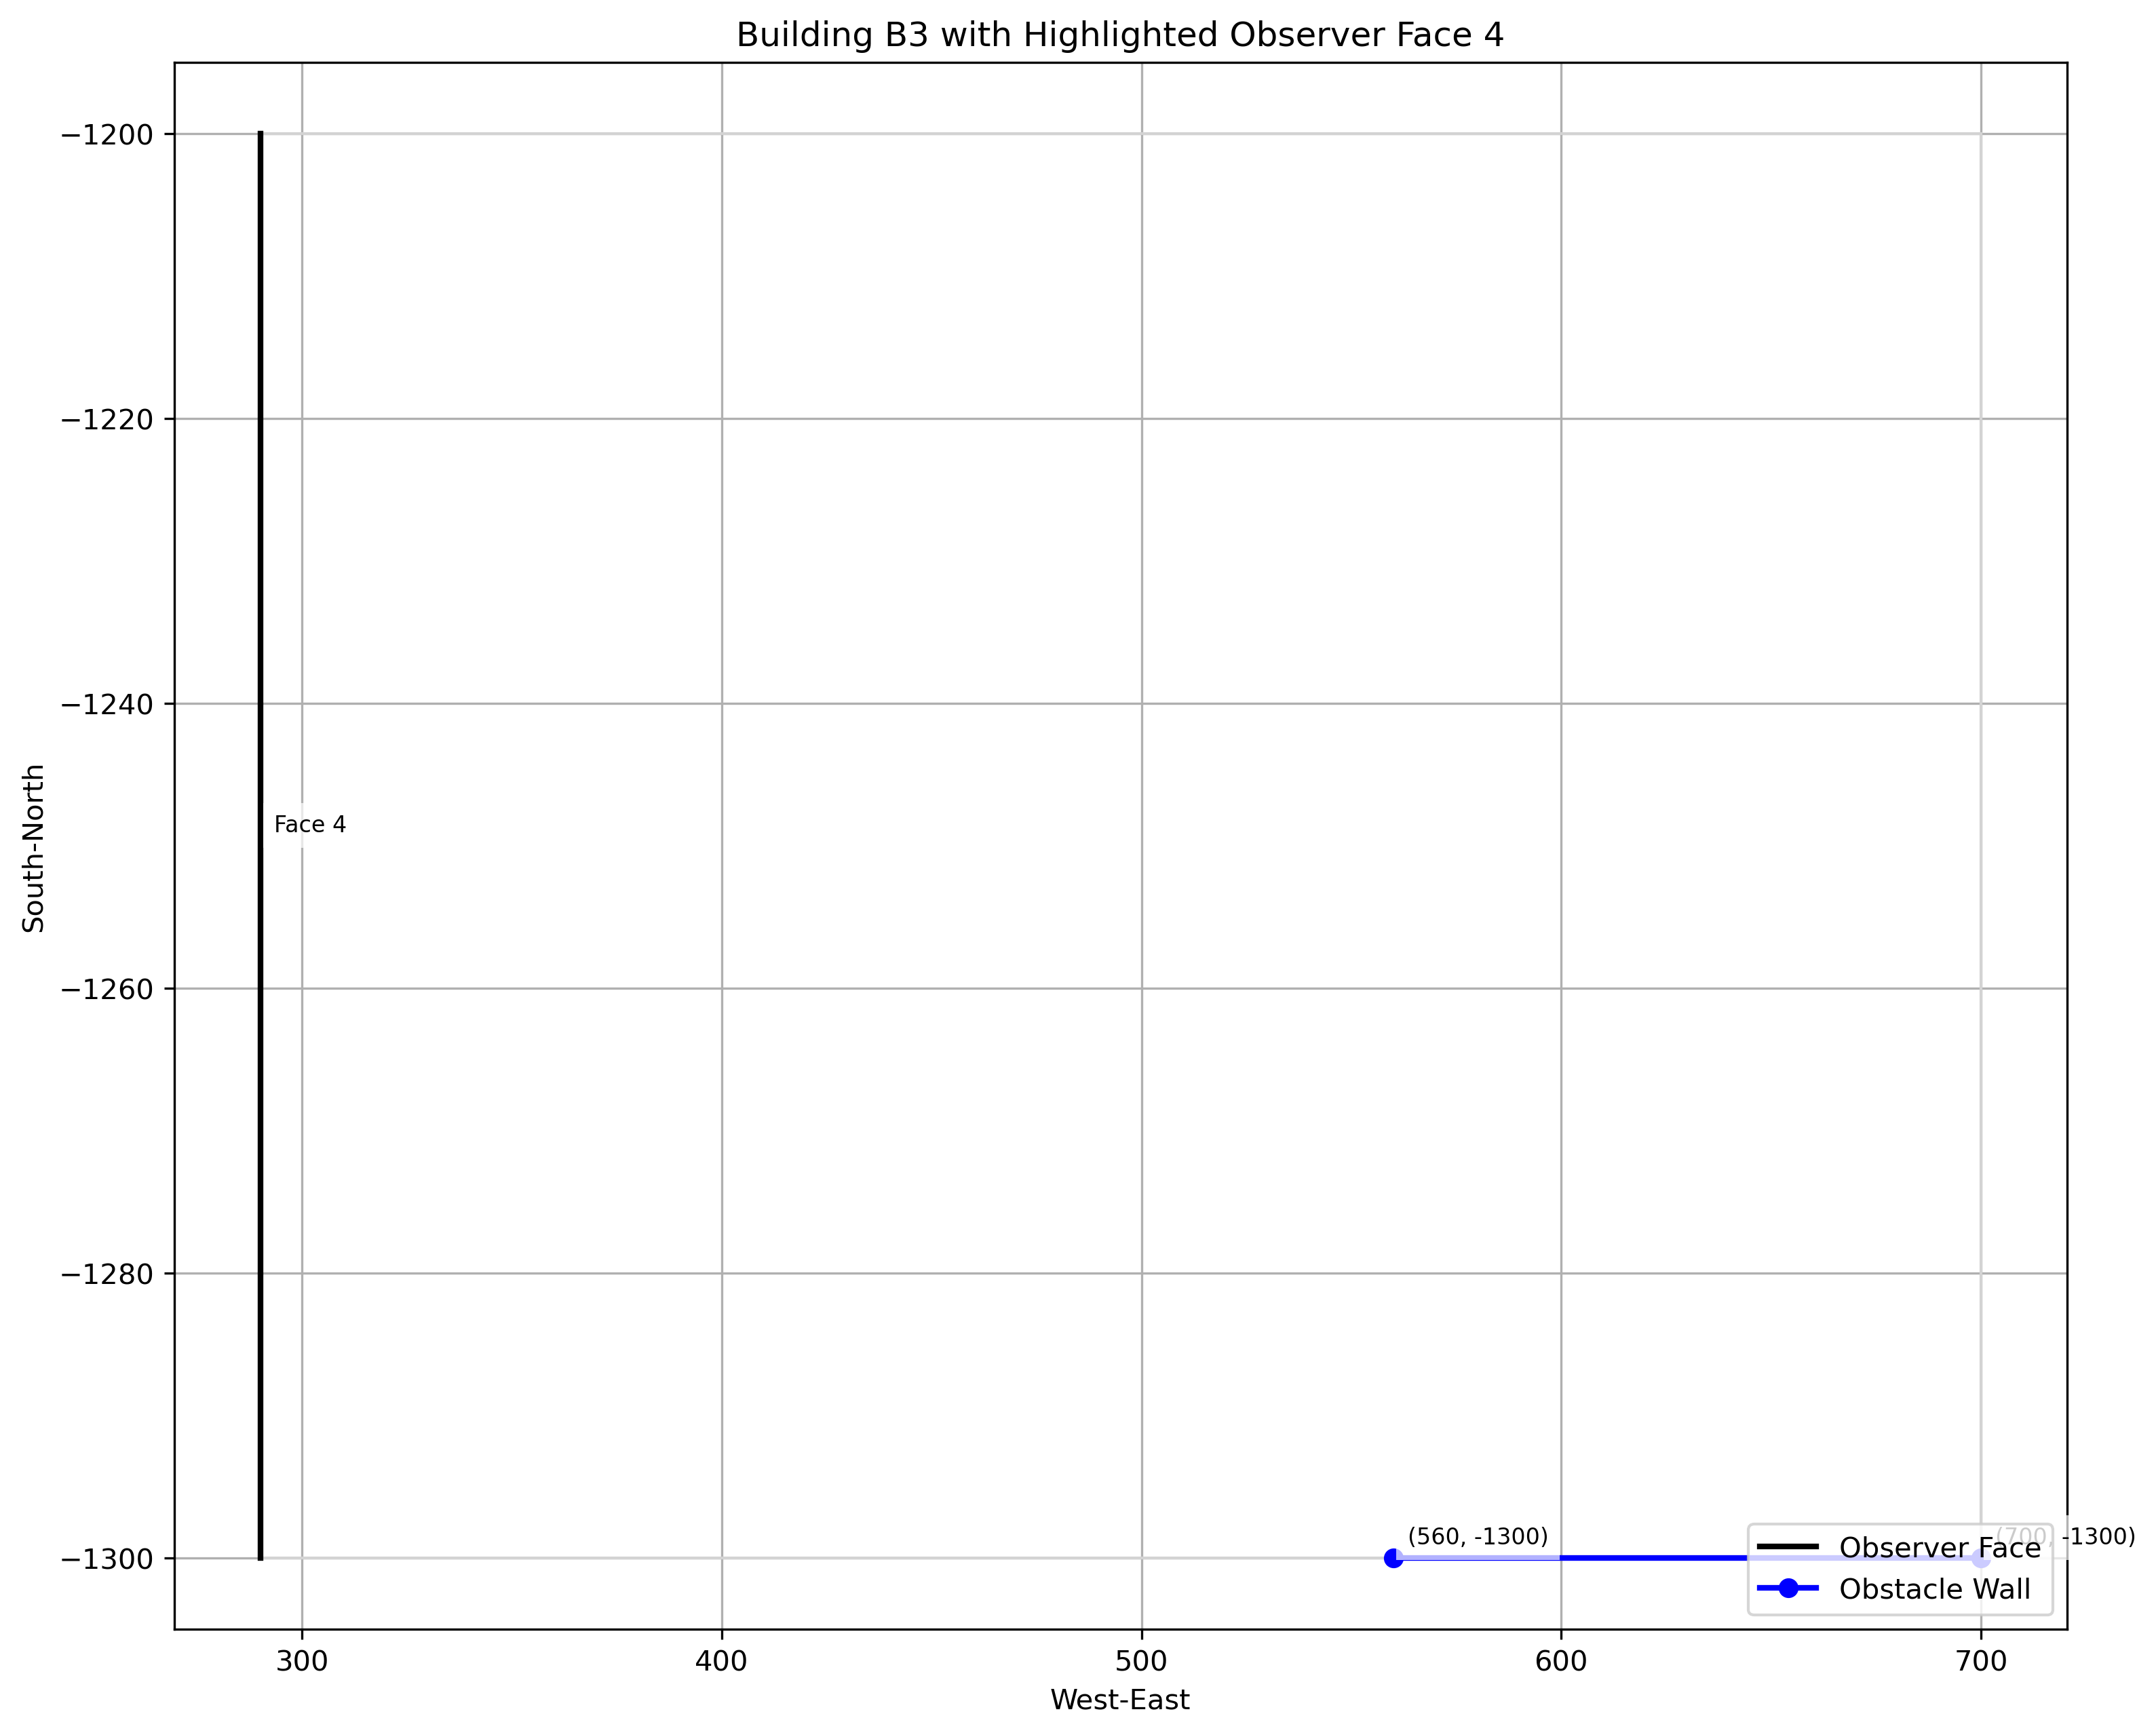 Building B3 with Highlighted Observer Face 4
−1200
−1220
−1240
Face 4
−1260
−1280
−1300
South-North
(560, -1300)
(700, -1300)
Observer Face
Obstacle Wall
300
400
500
600
700
West-East